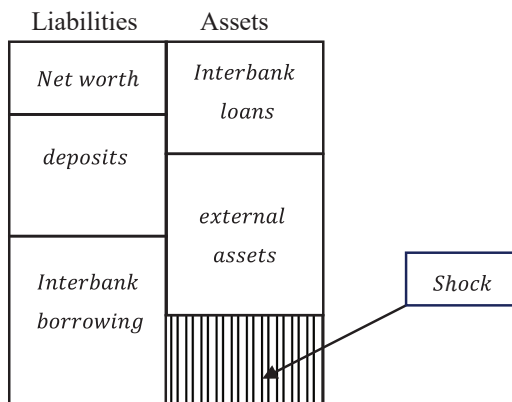 Liabilities Assets
Net worth
deposits
Interbank
borrowing
Interbank
loans
external
assets
Shock